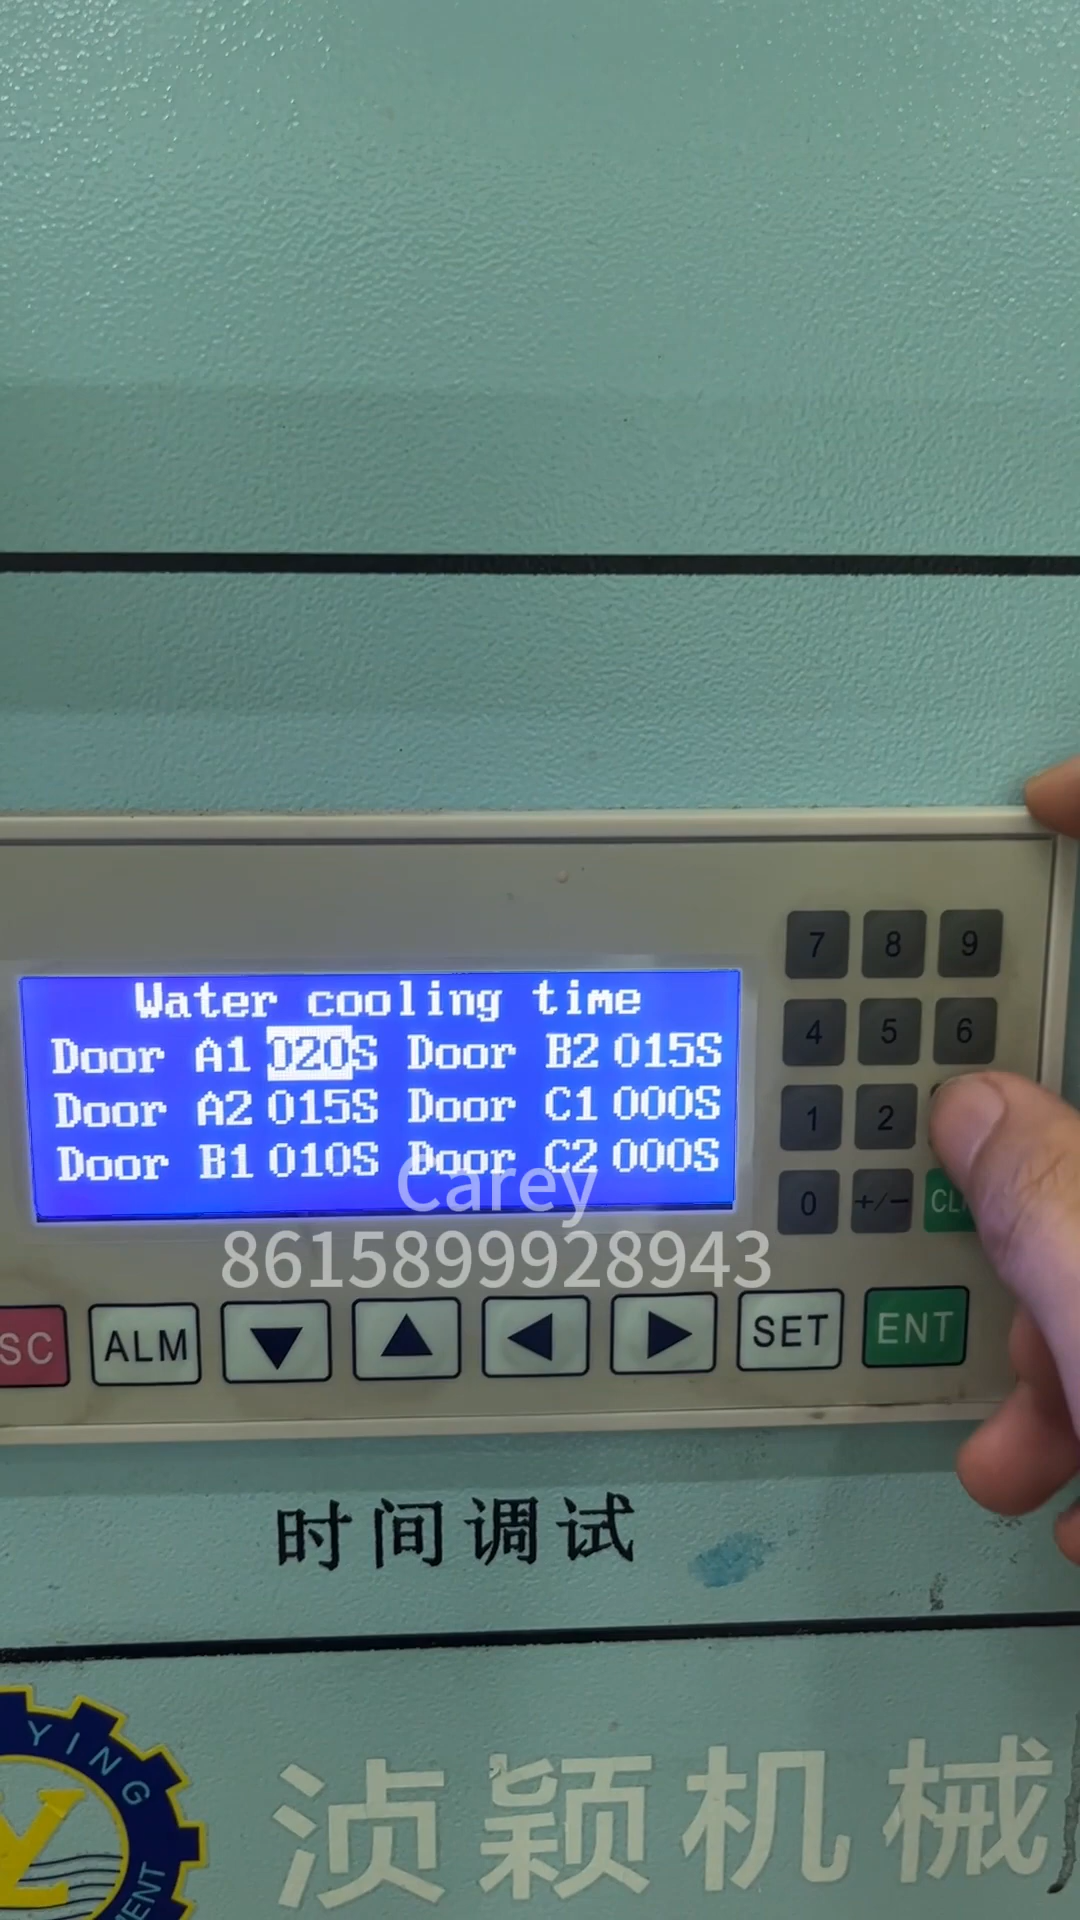 Water cooling time
Door A1 020S Door B2 015S
Door A2 015S Door C1 000S
Door B1 010S Door C2 000S
Carey
8615899928943
7 8 9
4 5 6
1 2
0 +/-
ALM SET ENT
时间调试
YING
浈颖机械